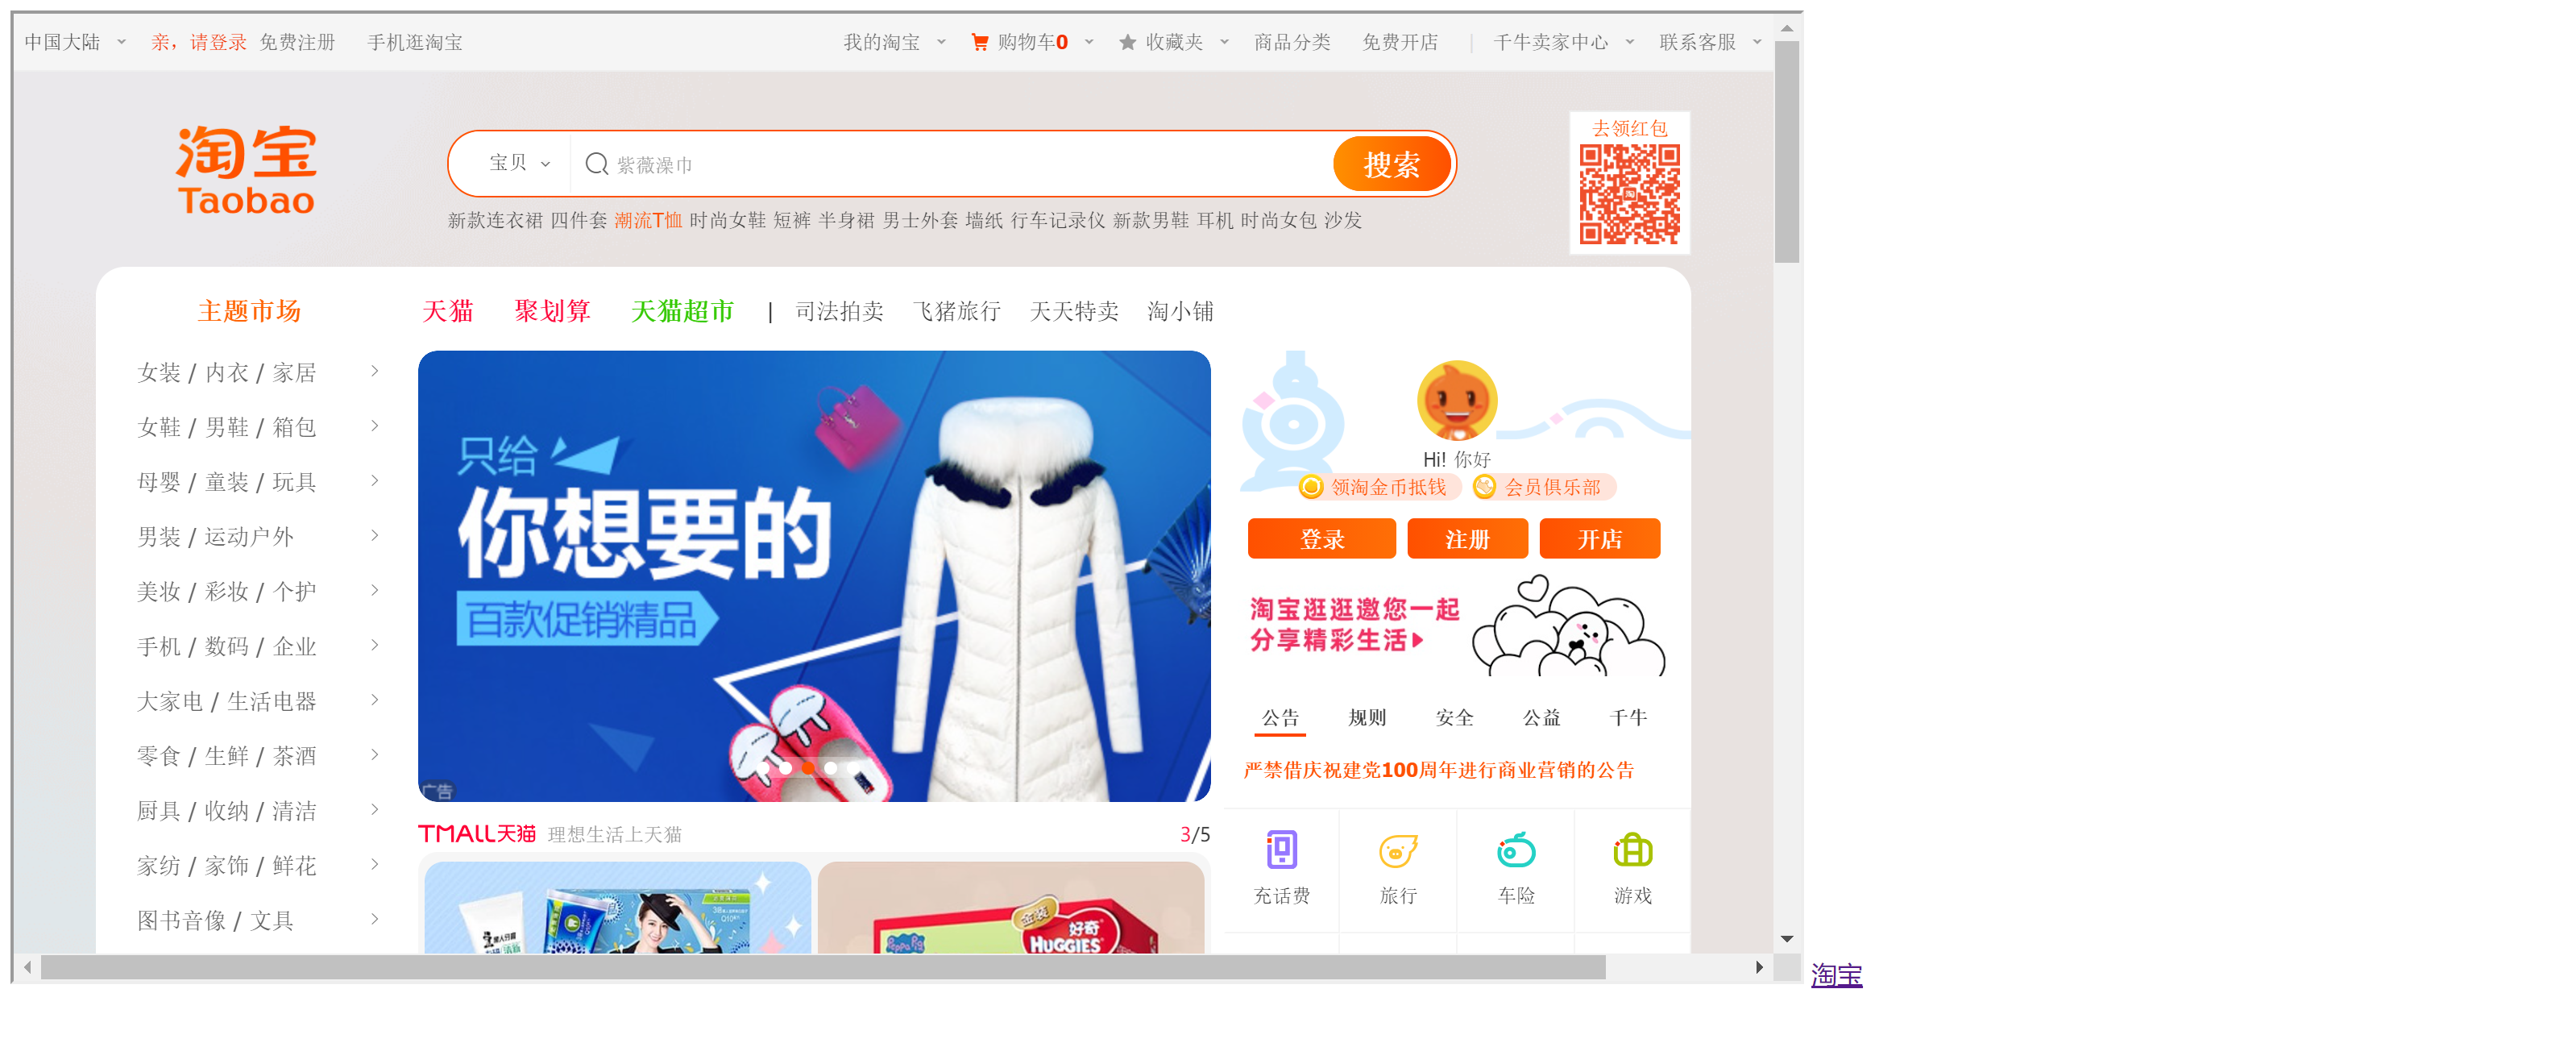 中国大陆 亲，请登录 免费注册 手机逛淘宝 我的淘宝 购物车0 收藏夹 商品分类 免费开店 | 千牛卖家中心 联系客服
淘宝
Taobao
宝贝 紫薇澡巾 搜索
新款连衣裙 四件套 潮流T恤 时尚女鞋 短裤 半身裙 男士外套 墙纸 行车记录仪 新款男鞋 耳机 时尚女包 沙发
去领红包
淘
主题市场
天猫 聚划算 天猫超市 | 司法拍卖 飞猪旅行 天天特卖 淘小铺
女装 / 内衣 / 家居
女鞋 / 男鞋 / 箱包
母婴 / 童装 / 玩具
男装 / 运动户外
美妆 / 彩妆 / 个护
手机 / 数码 / 企业
大家电 / 生活电器
零食 / 生鲜 / 茶酒
厨具 / 收纳 / 清洁
家纺 / 家饰 / 鲜花
图书音像 / 文具
只给
你想要的
百款促销精品
广告
TMALL天猫 理想生活上天猫 3/5
Peppa Pig
金装
好奇
HUGGIES
Hi! 你好
领淘金币抵钱 会员俱乐部
登录 注册 开店
淘宝逛逛邀您一起
分享精彩生活
公告 规则 安全 公益 千牛
严禁借庆祝建党100周年进行商业营销的公告
充话费 旅行 车险 游戏
淘宝